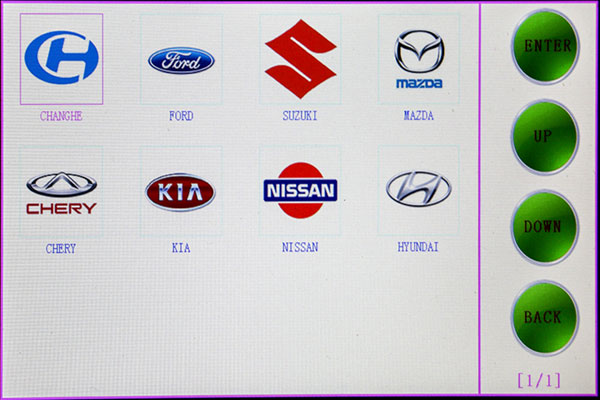 Ford
mazda
CHANGHE
FORD
SUZUKI
MAZDA
CHERY
KIA
NISSAN
CHERY
KIA
NISSAN
HYUNDAI
ENTER
UP
DOWN
BACK
[1/1]